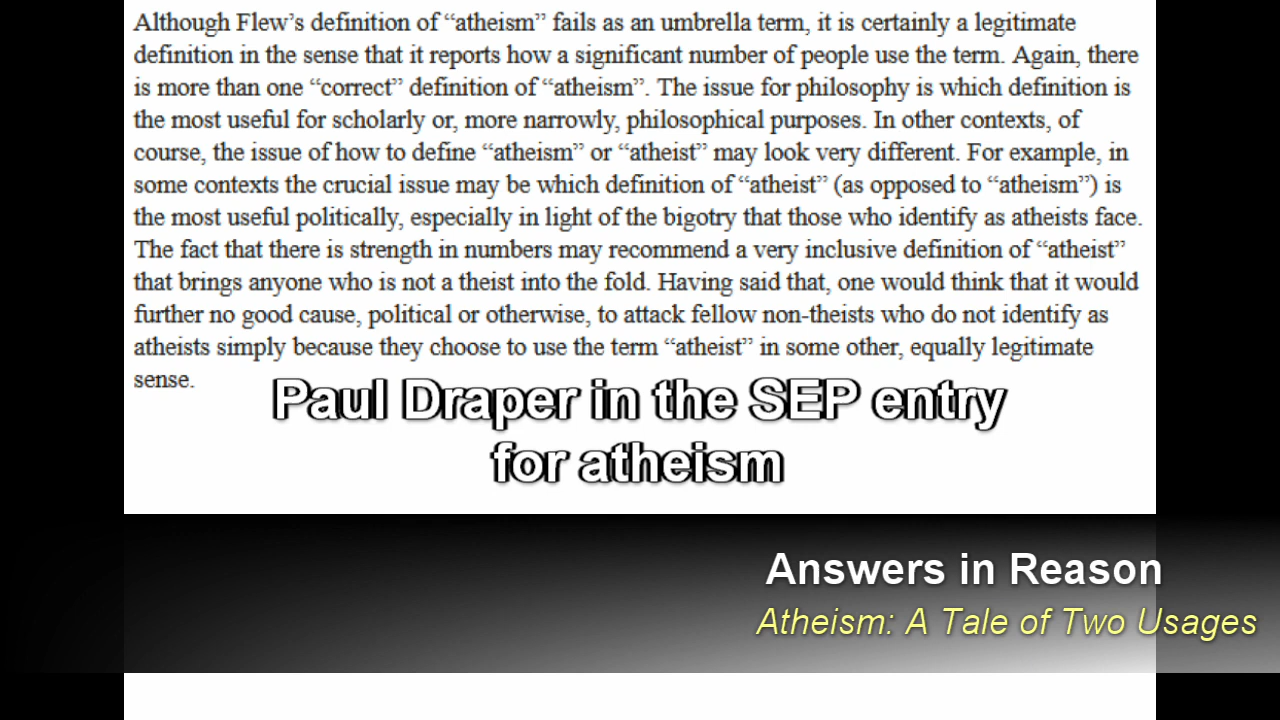 Although Flew’s definition of “atheism” fails as an umbrella term, it is certainly a legitimate
definition in the sense that it reports how a significant number of people use the term. Again, there
is more than one “correct” definition of “atheism”. The issue for philosophy is which definition is
the most useful for scholarly or, more narrowly, philosophical purposes. In other contexts, of
course, the issue of how to define “atheism” or “atheist” may look very different. For example, in
some contexts the crucial issue may be which definition of “atheist” (as opposed to “atheism”) is
the most useful politically, especially in light of the bigotry that those who identify as atheists face.
The fact that there is strength in numbers may recommend a very inclusive definition of “atheist”
that brings anyone who is not a theist into the fold. Having said that, one would think that it would
further no good cause, political or otherwise, to attack fellow non-theists who do not identify as
atheists simply because they choose to use the term “atheist” in some other, equally legitimate
sense.
Paul Draper in the SEP entry
for atheism
Answers in Reason
Atheism: A Tale of Two Usages